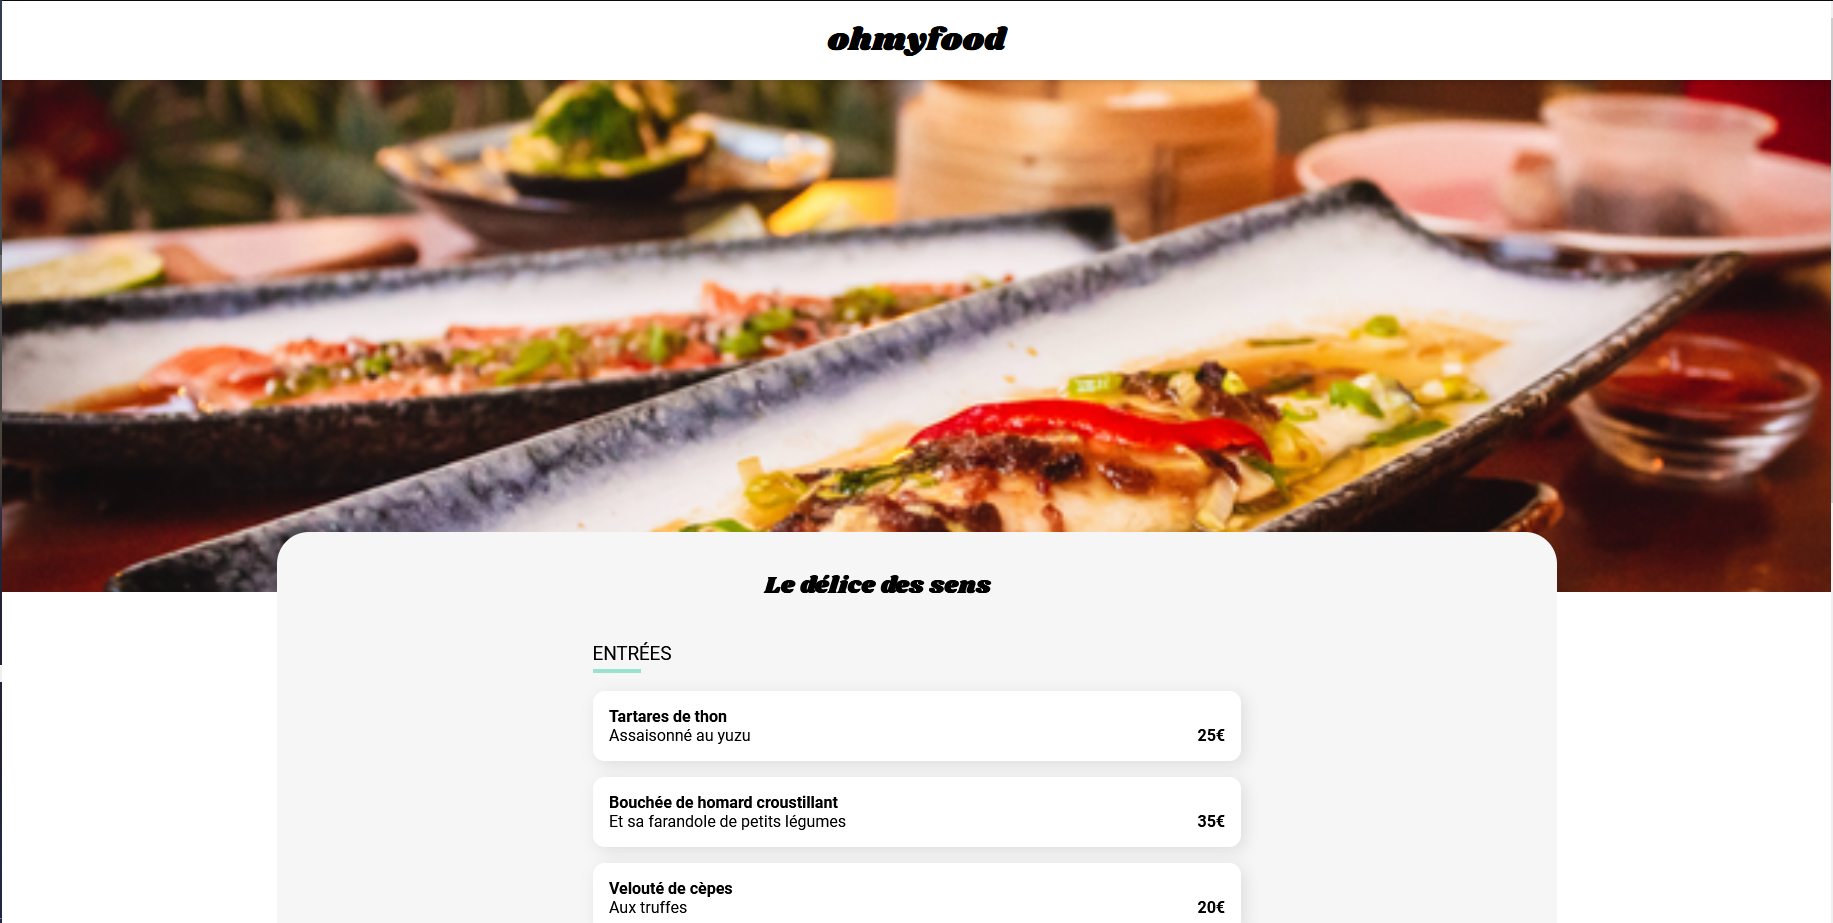 ohmyfood
Le délice des sens
ENTRÉES
Tartares de thon
Assaisonné au yuzu
25€
Bouchée de homard croustillant
Et sa farandole de petits légumes
35€
Velouté de cèpes
Aux truffes
20€